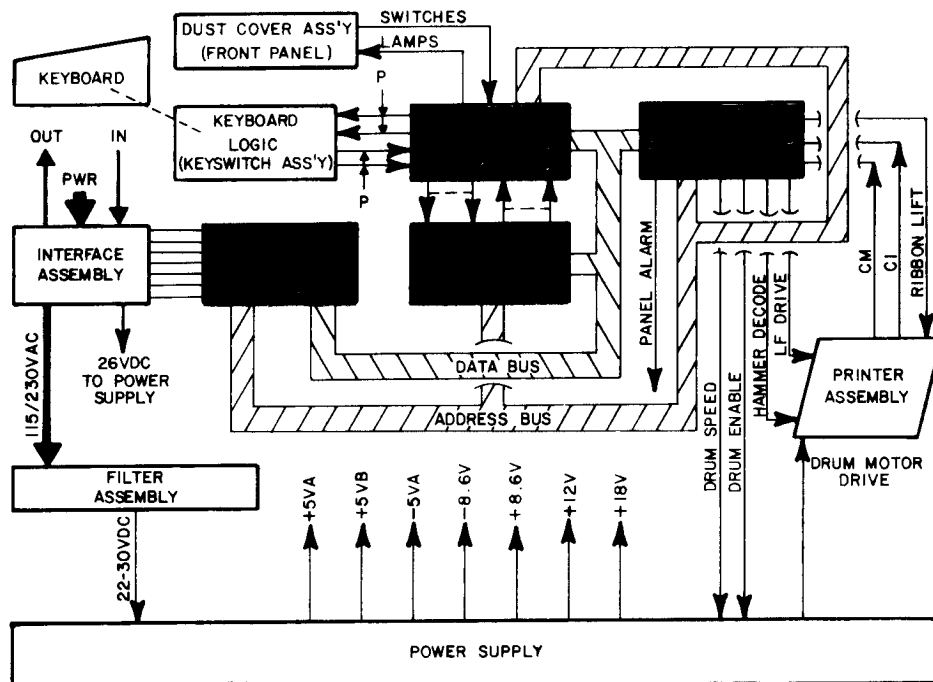 SWITCHES
DUST COVER ASS'Y
(FRONT PANEL)
LAMPS
KEYBOARD
P
KEYBOARD
LOGIC
(KEYSWITCH ASS'Y)
P
OUT
IN
PWR
INTERFACE
ASSEMBLY
PANEL ALARM
CM
CI
RIBBON LIFT
115/230VAC
26VDC
TO POWER
SUPPLY
DATA BUS
ADDRESS BUS
DRUM SPEED
DRUM ENABLE
HAMMER DECODE
LF DRIVE
PRINTER
ASSEMBLY
DRUM MOTOR
DRIVE
FILTER
ASSEMBLY
22-30VDC
+5VA
+5VB
-5VA
-8.6V
+8.6V
+12V
+18V
POWER SUPPLY